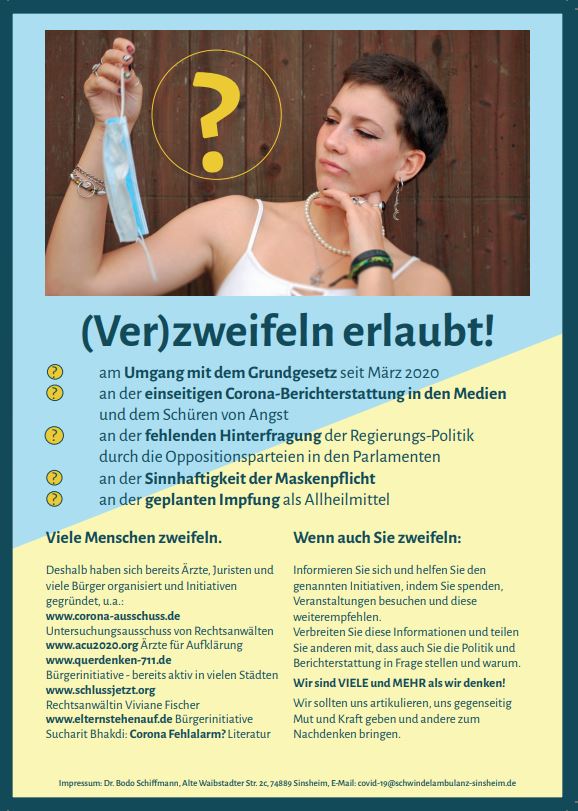 ?
(Ver)zweifeln erlaubt!
? am Umgang mit dem Grundgesetz seit März 2020
? an der einseitigen Corona-Berichterstattung in den Medien
und dem Schüren von Angst
? an der fehlenden Hinterfragung der Regierungs-Politik
durch die Oppositionsparteien in den Parlamenten
? an der Sinnhaftigkeit der Maskenpflicht
? an der geplanten Impfung als Allheilmittel
Viele Menschen zweifeln.
Deshalb haben sich bereits Ärzte, Juristen und
viele Bürger organisiert und Initiativen
gegründet, u.a.:
www.corona-ausschuss.de
Untersuchungsausschuss von Rechtsanwälten
www.acu2020.org Ärzte für Aufklärung
www.querdenken-711.de
Bürgerinitiative - bereits aktiv in vielen Städten
www.schlussjetzt.org
Rechtsanwältin Viviane Fischer
www.elternstehenauf.de Bürgerinitiative
Sucharit Bhakdi: Corona Fehlalarm? Literatur
Wenn auch Sie zweifeln:
Informieren Sie sich und helfen Sie den
genannten Initiativen, indem Sie spenden,
Veranstaltungen besuchen und diese
weiterempfehlen.
Verbreiten Sie diese Informationen und teilen
Sie anderen mit, dass auch Sie die Politik und
Berichterstattung in Frage stellen und warum.
Wir sind VIELE und MEHR als wir denken!
Wir sollten uns artikulieren, uns gegenseitig
Mut und Kraft geben und andere zum
Nachdenken bringen.
Impressum: Dr. Bodo Schiffmann, Alte Waibstadter Str. 2c, 74889 Sinsheim, E-Mail: covid-19@schwindelambulanz-sinsheim.de